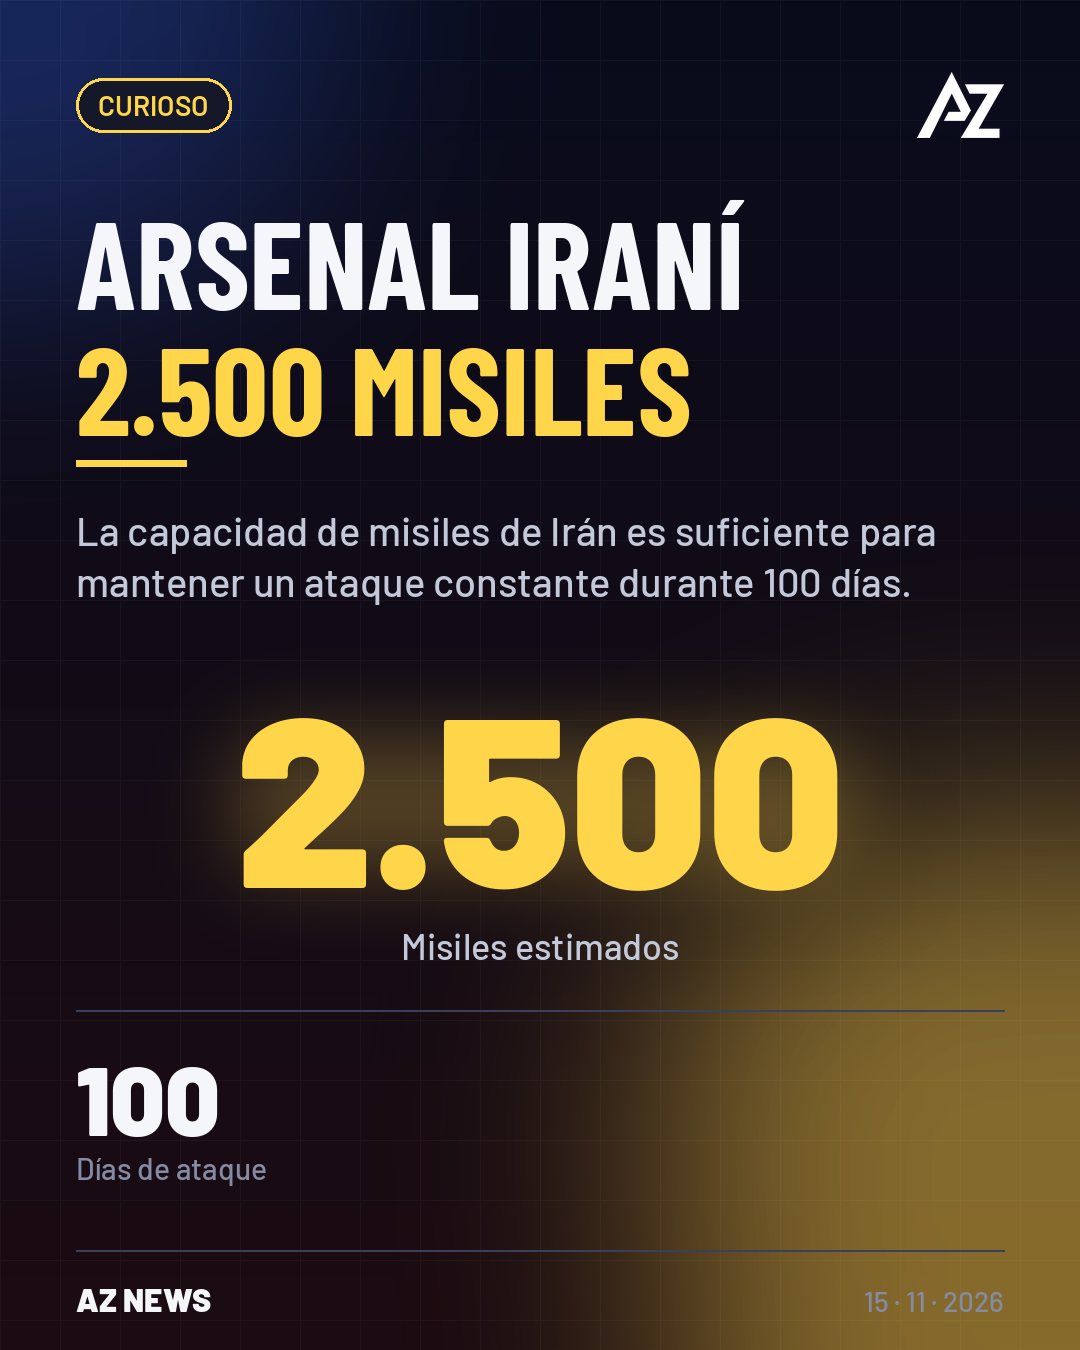 CURIOSO
AZ
ARSENAL IRANÍ
2.500 MISILES
La capacidad de misiles de Irán es suficiente para
mantener un ataque constante durante 100 días.
2.500
Misiles estimados
100
Días de ataque
AZ NEWS
15 · 11 · 2026